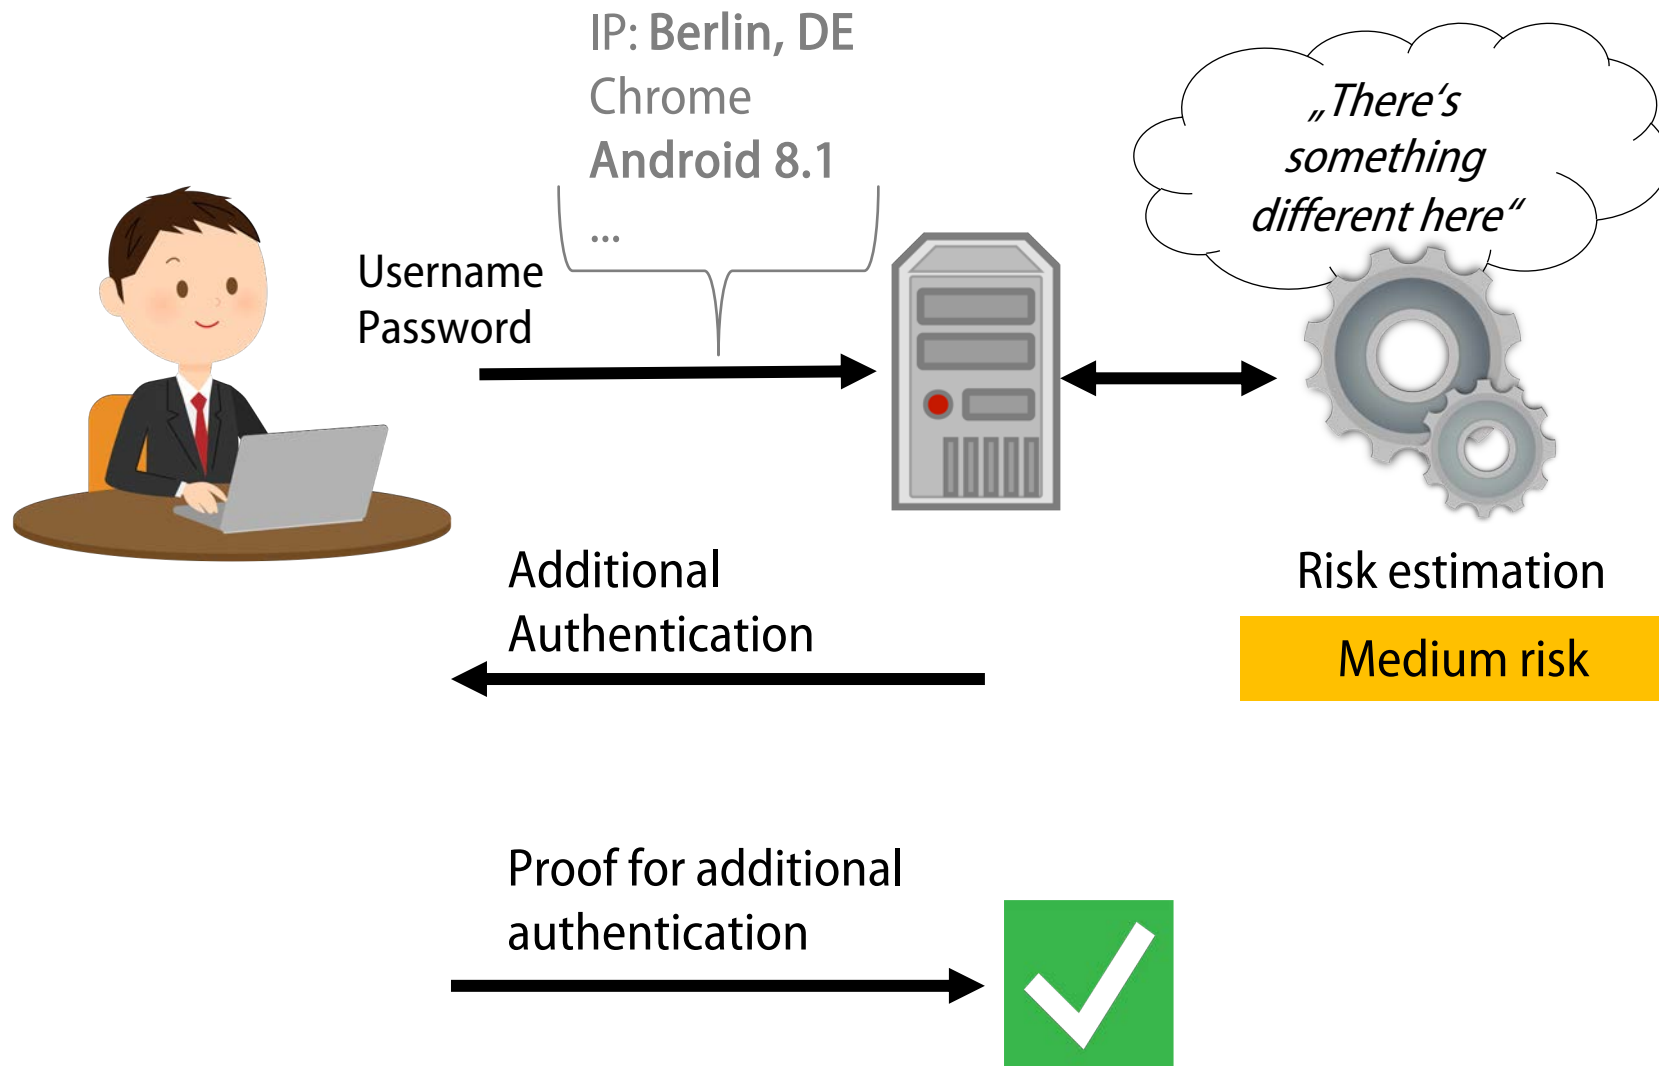 IP: Berlin, DE
Chrome
Android 8.1
...
Username
Password
„There‘s
something
different here“
Additional
Authentication
Risk estimation
Medium risk
Proof for additional
authentication